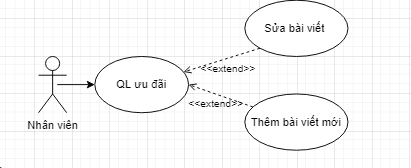 Sửa bài viết
<<extend>>
QL ưu đãi
<<extend>>
Nhân viên
Thêm bài viết mới